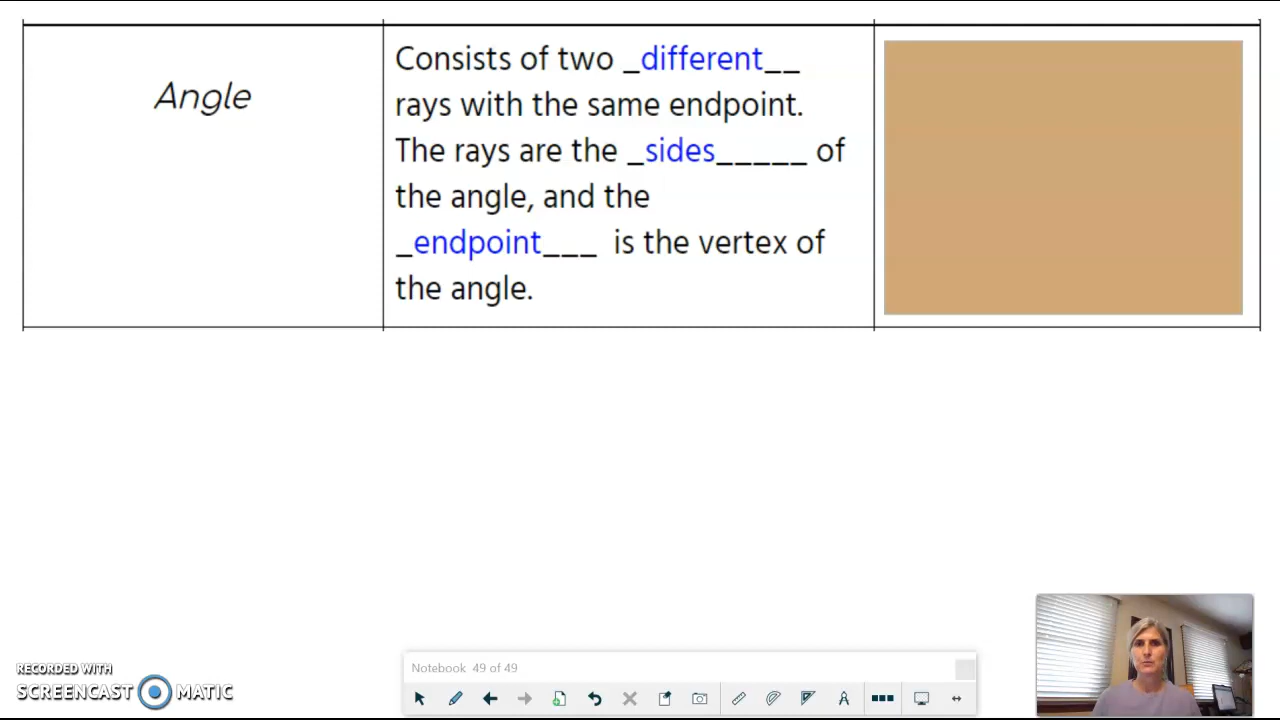 Angle
Consists of two _different__
rays with the same endpoint.
The rays are the _sides_____ of
the angle, and the
_endpoint___ is the vertex of
the angle.
Notebook 49 of 49
RECORDED WITH
SCREENCAST MATIC